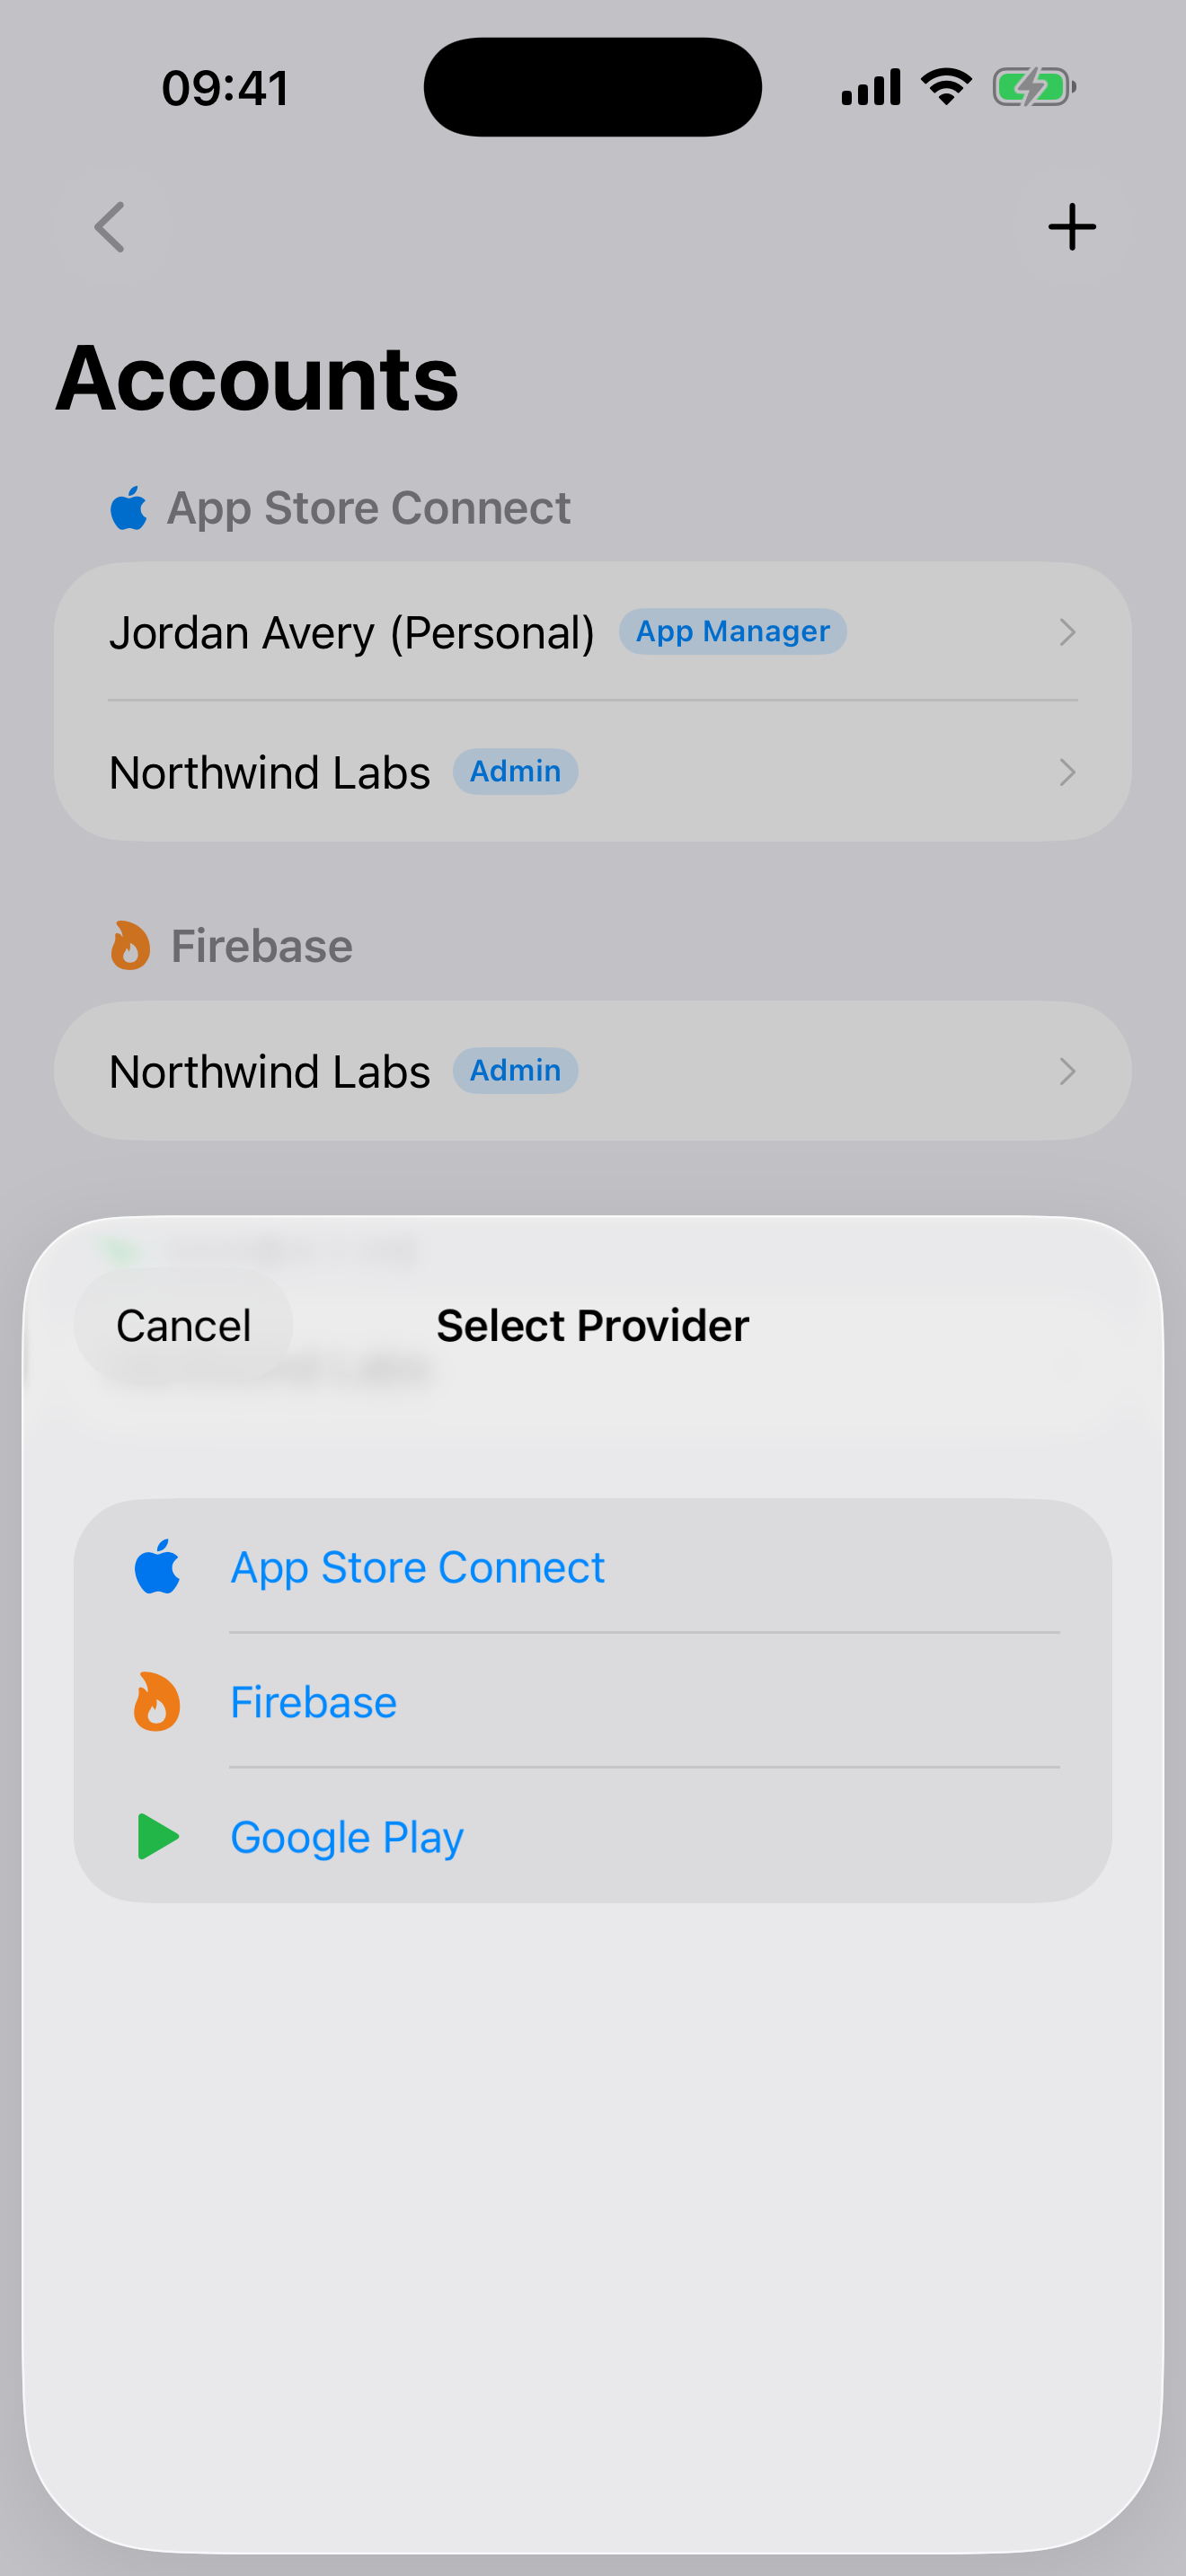 09:41
Accounts
App Store Connect
Jordan Avery (Personal) App Manager
Northwind Labs Admin
Firebase
Northwind Labs Admin
Cancel Select Provider
App Store Connect
Firebase
Google Play